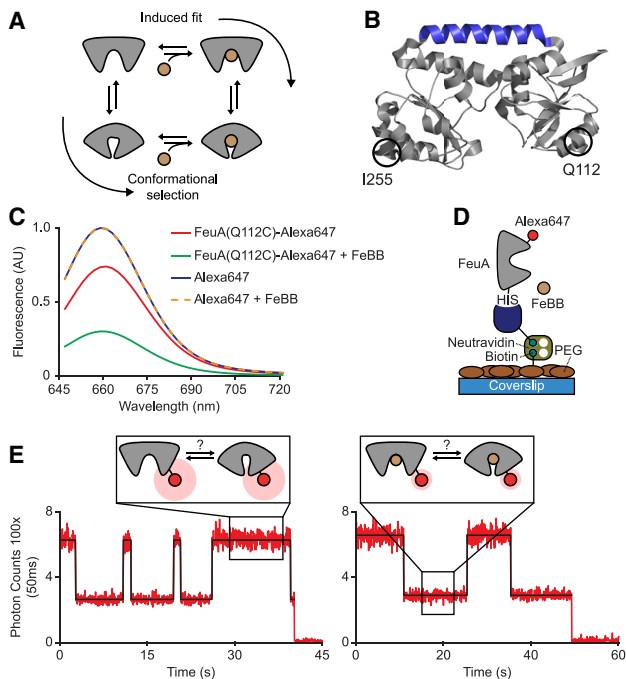 A
Induced fit
Conformational
selection
B
I255
Q112
C
Fluorescence (AU)
1.0
0.5
0
645 660 675 690 705 720
Wavelength (nm)
FeuA(Q112C)-Alexa647
FeuA(Q112C)-Alexa647 + FeBB
Alexa647
Alexa647 + FeBB
D
Alexa647
FeuA
HIS
FeBB
Neutravidin
Biotin
PEG
Coverslip
E
?
Photon Counts 100x
(50ms)
8
4
0
0 15 30 45
Time (s)
?
8
4
0
0 20 40 60
Time (s)